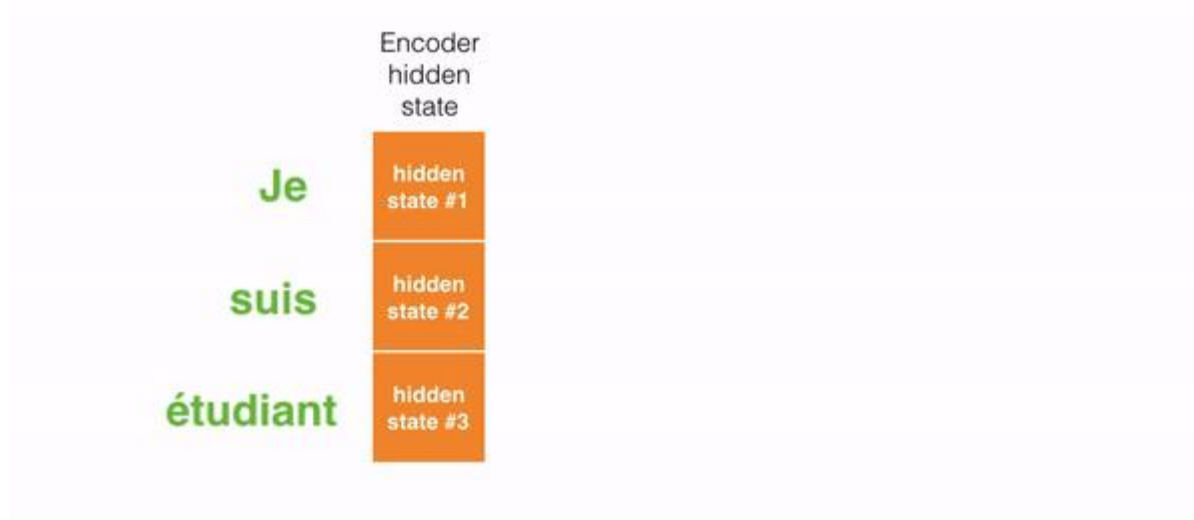 Encoder
hidden
state
Je
hidden
state #1
suis
hidden
state #2
étudiant
hidden
state #3